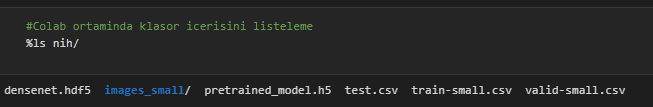 #Colab ortaminda klasor icerisini listeleme
%ls nih/
densenet.hdf5 images_small/ pretrained_model.h5 test.csv train-small.csv valid-small.csv